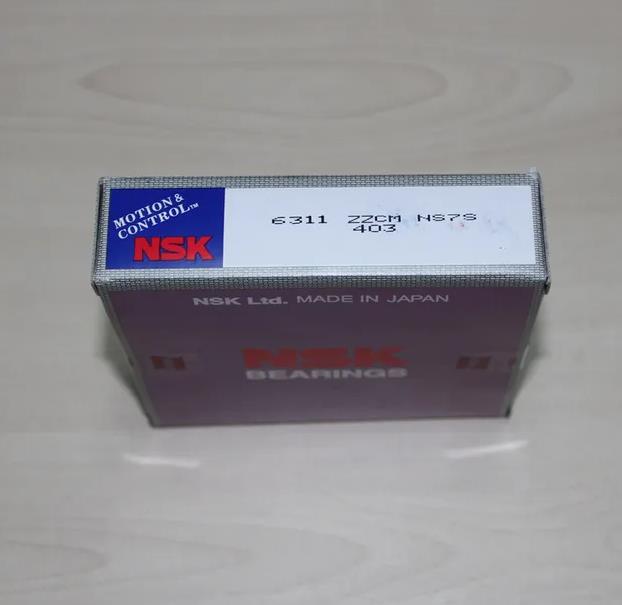 MOTION &
CONTROL™
NSK
6311 ZZCM NS7S
403
NSK Ltd. MADE IN JAPAN
NSK
BEARINGS